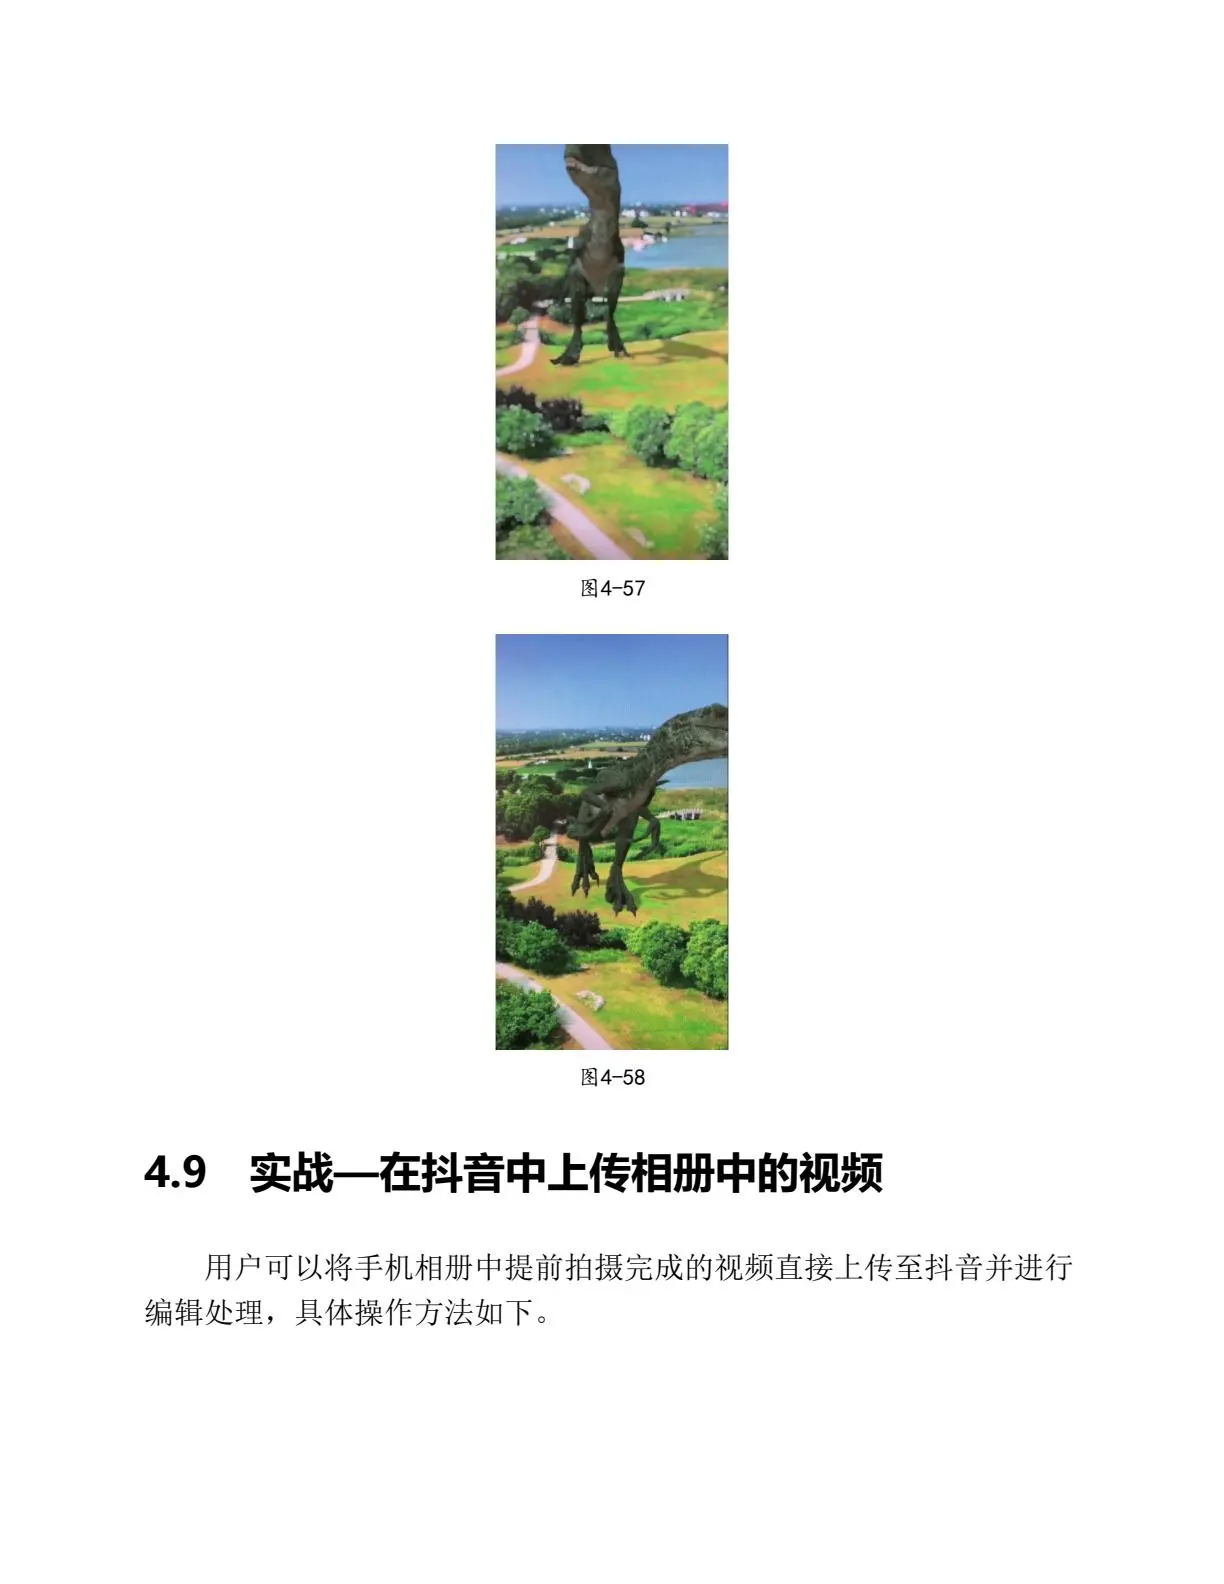 图4-57
图4-58
4.9 实战—在抖音中上传相册中的视频
用户可以将手机相册中提前拍摄完成的视频直接上传至抖音并进行
编辑处理，具体操作方法如下。